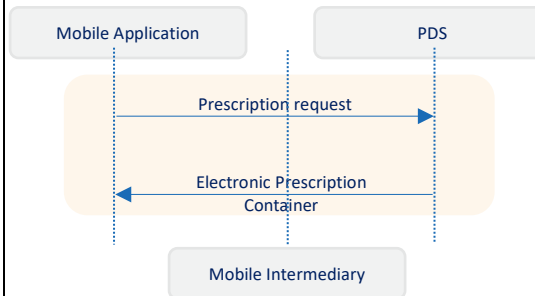 Mobile Application
PDS
Prescription request
Electronic Prescription
Container
Mobile Intermediary